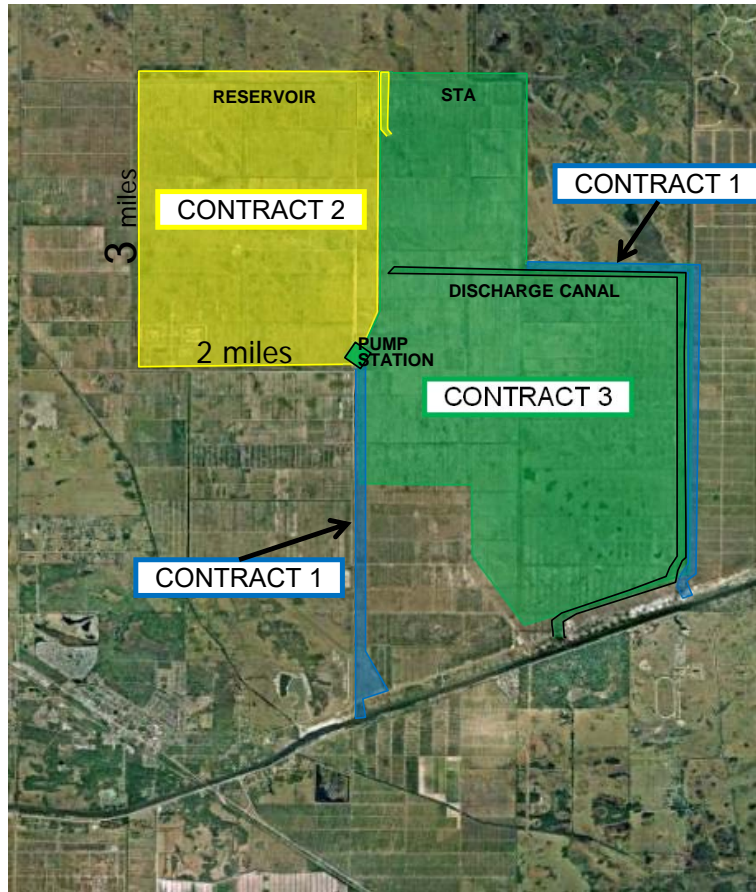 RESERVOIR
STA
CONTRACT 1
CONTRACT 2
3 miles
DISCHARGE CANAL
2 miles
PUMP
STATION
CONTRACT 3
CONTRACT 1